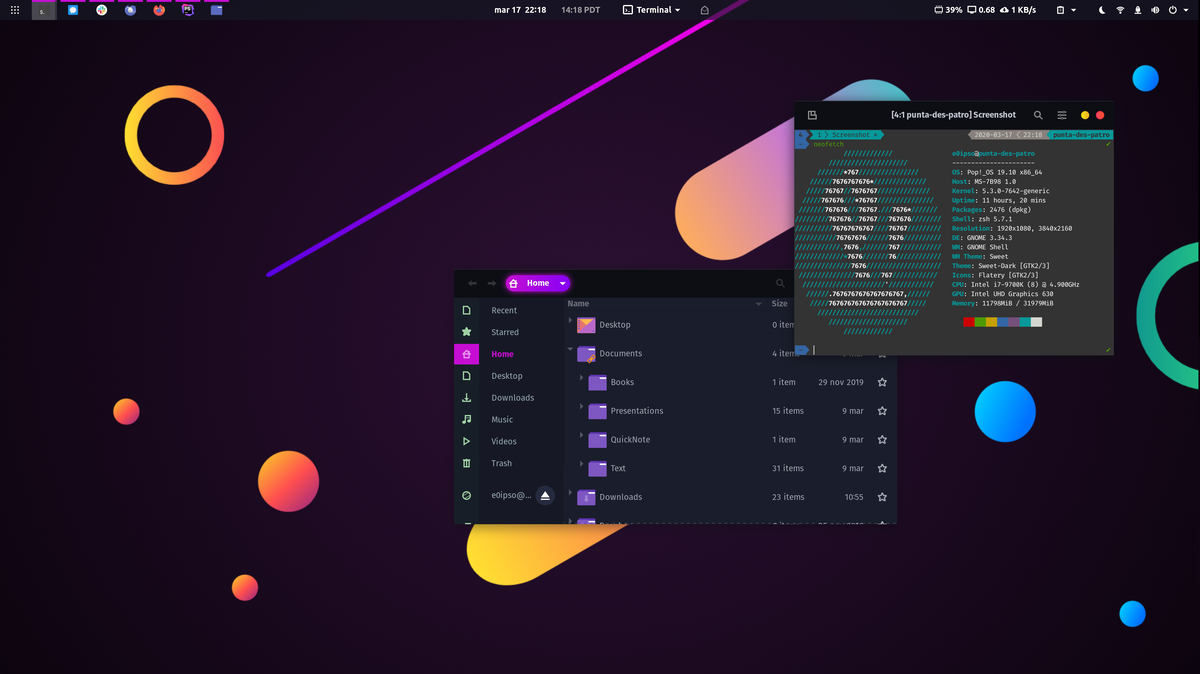 mar 17 22:18
14:18 PDT
Terminal
39%
0.68
1 KB/s
[4:1 punta-des-patro] Screenshot
4
1
Screenshot
2020-03-17
22:18
punta-des-patro
neofetch
e0ipso@punta-des-patro
OS: Pop!_OS 19.10 x86_64
Host: MS-7B98 1.0
Kernel: 5.3.0-7642-generic
Uptime: 11 hours, 20 mins
Packages: 2476 (dpkg)
Shell: zsh 5.7.1
Resolution: 1920x1080, 3840x2160
DE: GNOME 3.34.3
WM: GNOME Shell
WM Theme: Sweet
Theme: Sweet-Dark [GTK2/3]
Icons: Flatery [GTK2/3]
CPU: Intel i7-9700K (8) @ 4.900GHz
GPU: Intel UHD Graphics 630
Memory: 11798MiB / 31979MiB
Home
Recent
Starred
Home
Desktop
Downloads
Music
Videos
Trash
e0ipso@...
Name Size
Desktop 0 item
Documents 4 item
Books 1 item 29 nov 2019
Presentations 15 items 9 mar
QuickNote 1 item 9 mar
Text 31 items 9 mar
Downloads 23 items 10:55